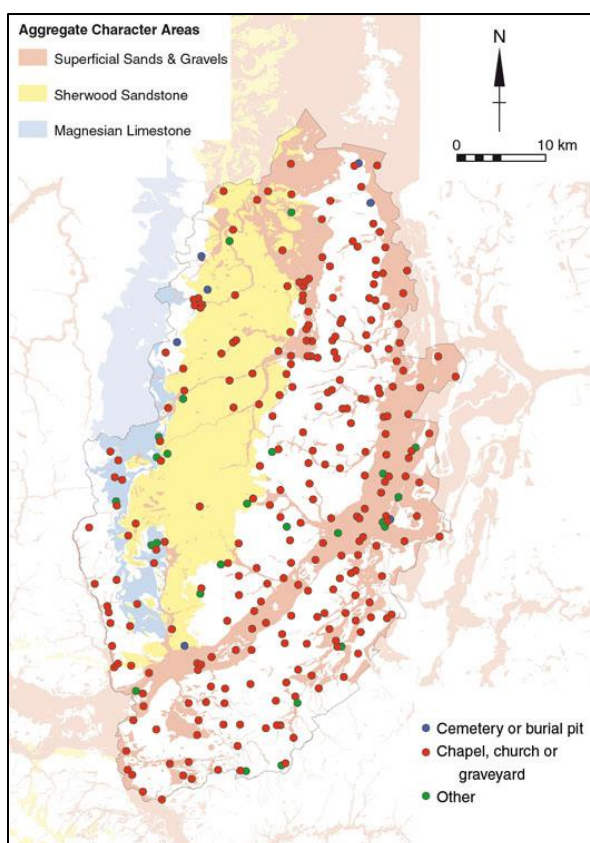 Aggregate Character Areas
Superficial Sands & Gravels
Sherwood Sandstone
Magnesian Limestone
N
0 10 km
Cemetery or burial pit
Chapel, church or
graveyard
Other